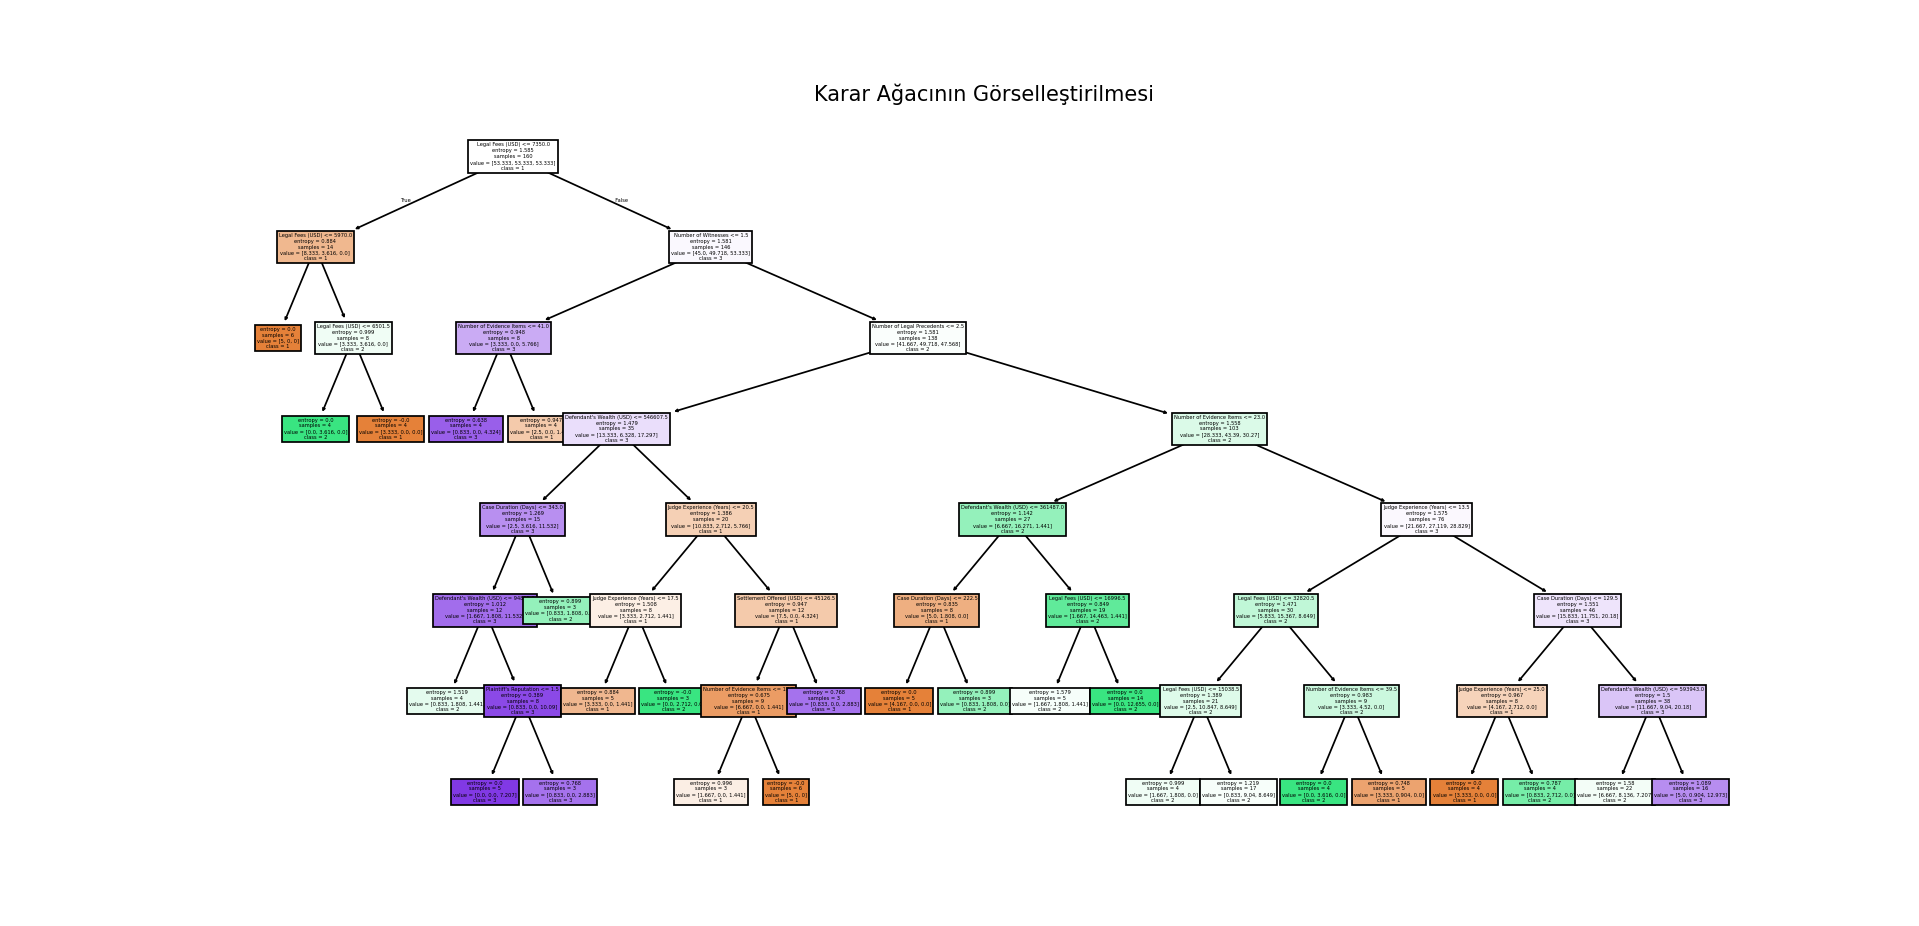 Karar Ağacının Görselleştirilmesi
Legal Fees (USD) <= 7350.0
entropy = 1.585
samples = 160
value = [53.333, 53.333, 53.333]
class = 1
True
False
Legal Fees (USD) <= 5970.0
entropy = 0.884
samples = 14
value = [8.333, 3.616, 0.0]
class = 1
Number of Witnesses <= 1.5
entropy = 1.581
samples = 146
value = [45.0, 49.718, 53.333]
class = 3
entropy = 0.0
samples = 6
value = [5, 0, 0]
class = 1
Legal Fees (USD) <= 6501.5
entropy = 0.999
samples = 8
value = [3.333, 3.616, 0.0]
class = 2
Number of Evidence Items <= 41.0
entropy = 0.948
samples = 8
value = [3.333, 0.0, 5.766]
class = 3
Number of Legal Precedents <= 2.5
entropy = 1.581
samples = 138
value = [41.667, 49.718, 47.568]
class = 2
entropy = 0.0
samples = 4
value = [0.0, 3.616, 0.0]
class = 2
entropy = -0.0
samples = 4
value = [3.333, 0.0, 0.0]
class = 1
entropy = 0.638
samples = 4
value = [0.833, 0.0, 4.324]
class = 3
entropy = 0.947
samples = 4
value = [2.5, 0.0,
class = 1
Defendant's Wealth (USD) <= 546607.5
entropy = 1.479
samples = 35
value = [13.333, 6.328, 17.297]
class = 3
Number of Evidence Items <= 23.0
entropy = 1.558
samples = 103
value = [28.333, 43.39, 30.27]
class = 2
Case Duration (Days) <= 343.0
entropy = 1.269
samples = 15
value = [2.5, 3.616, 11.532]
class = 3
Judge Experience (Years) <= 20.5
entropy = 1.386
samples = 20
value = [10.833, 2.712, 5.766]
class = 1
Defendant's Wealth (USD) <= 361487.0
entropy = 1.142
samples = 27
value = [6.667, 16.271, 1.441]
class = 2
Judge Experience (Years) <= 13.5
entropy = 1.575
samples = 76
value = [21.667, 27.119, 28.829]
class = 3
Defendant's Wealth (USD) <=
entropy = 1.012
samples = 12
value = [1.667, 1.808, 11.532]
class = 3
entropy = 0.899
samples = 3
value = [0.833, 1.808,
class = 2
Judge Experience (Years) <= 17.5
entropy = 1.508
samples = 8
value = [3.333, 2.712, 1.441]
class = 1
Settlement Offered (USD) <= 45126.5
entropy = 0.947
samples = 12
value = [7.5, 0.0, 4.324]
class = 1
Case Duration (Days) <= 222.5
entropy = 0.835
samples = 8
value = [5.0, 1.808, 0.0]
class = 1
Legal Fees (USD) <= 16996.5
entropy = 0.849
samples = 19
value = [1.667, 14.463, 1.441]
class = 2
Legal Fees (USD) <= 32820.5
entropy = 1.471
samples = 30
value = [5.833, 15.367, 8.649]
class = 2
Case Duration (Days) <= 129.5
entropy = 1.551
samples = 46
value = [15.833, 11.751, 20.18]
class = 3
entropy = 1.519
samples = 4
value = [0.833, 1.808, 1.441
class = 2
Plaintiff's Reputation <= 1.5
entropy = 0.389
samples = 8
value = [0.833, 0.0, 10.09]
class = 3
entropy = 0.884
samples = 5
value = [3.333, 0.0, 1.441]
class = 1
entropy = -0.0
samples = 3
value = [0.0, 2.712,
class = 2
Number of Evidence Items <=
entropy = 0.675
samples = 9
value = [6.667, 0.0, 1.441]
class = 1
entropy = 0.768
samples = 3
value = [0.833, 0.0, 2.883]
class = 3
entropy = 0.0
samples = 5
value = [4.167, 0.0, 0.0]
class = 1
entropy = 0.899
samples = 3
value = [0.833, 1.808, 0.0
class = 2
entropy = 1.579
samples = 5
value = [1.667, 1.808, 1.441]
class = 2
entropy = 0.0
samples = 14
value = [0.0, 12.655, 0.0]
class = 2
Legal Fees (USD) <= 15038.5
entropy = 1.389
samples = 21
value = [2.5, 10.847, 8.649]
class = 2
Number of Evidence Items <= 39.5
entropy = 0.983
samples = 9
value = [3.333, 4.52, 0.0]
class = 2
Judge Experience (Years) <= 25.0
entropy = 0.967
samples = 8
value = [4.167, 2.712, 0.0]
class = 1
Defendant's Wealth (USD) <= 593943.0
entropy = 1.5
samples = 38
value = [11.667, 9.04, 20.18]
class = 3
entropy = 0.0
samples = 5
value = [0.0, 0.0, 7.207]
class = 3
entropy = 0.768
samples = 3
value = [0.833, 0.0, 2.883]
class = 3
entropy = 0.996
samples = 3
value = [1.667, 0.0, 1.441]
class = 1
entropy = -0.0
samples = 6
value = [5, 0, 0]
class = 1
entropy = 0.999
samples = 4
value = [1.667, 1.808, 0.0]
class = 2
entropy = 1.219
samples = 17
value = [0.833, 9.04, 8.649]
class = 2
entropy = 0.0
samples = 4
value = [0.0, 3.616, 0.0]
class = 2
entropy = 0.748
samples = 5
value = [3.333, 0.904, 0.0]
class = 1
entropy = 0.0
samples = 4
value = [3.333, 0.0, 0.0]
class = 1
entropy = 0.787
samples = 4
value = [0.833, 2.712, 0.0
class = 2
entropy = 1.58
samples = 22
value = [6.667, 8.136, 7.207
class = 2
entropy = 1.089
samples = 16
value = [5.0, 0.904, 12.973]
class = 3